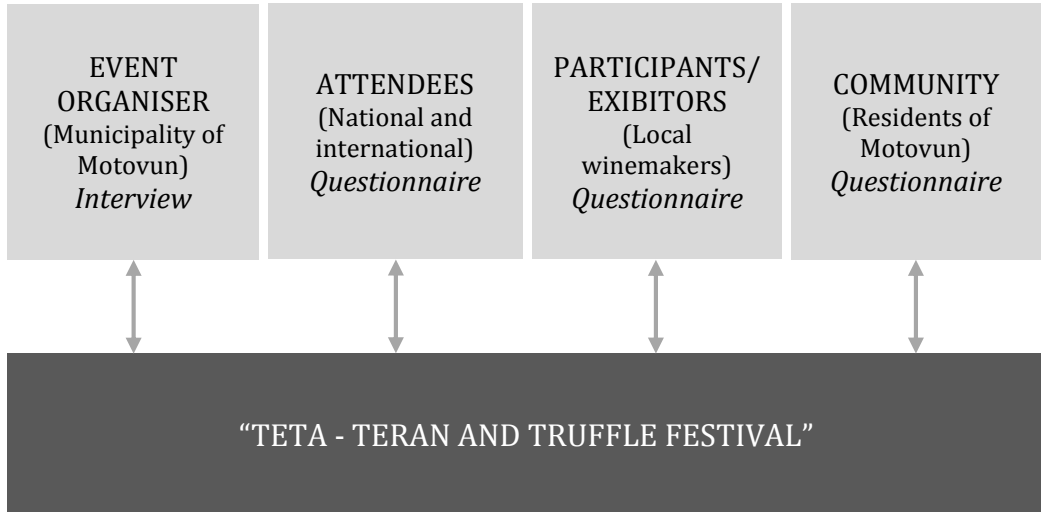 EVENT
ORGANISER
(Municipality of
Motovun)
Interview
ATTENDEES
(National and
international)
Questionnaire
PARTICIPANTS/
EXIBITORS
(Local
winemakers)
Questionnaire
COMMUNITY
(Residents of
Motovun)
Questionnaire
“TETA - TERAN AND TRUFFLE FESTIVAL”